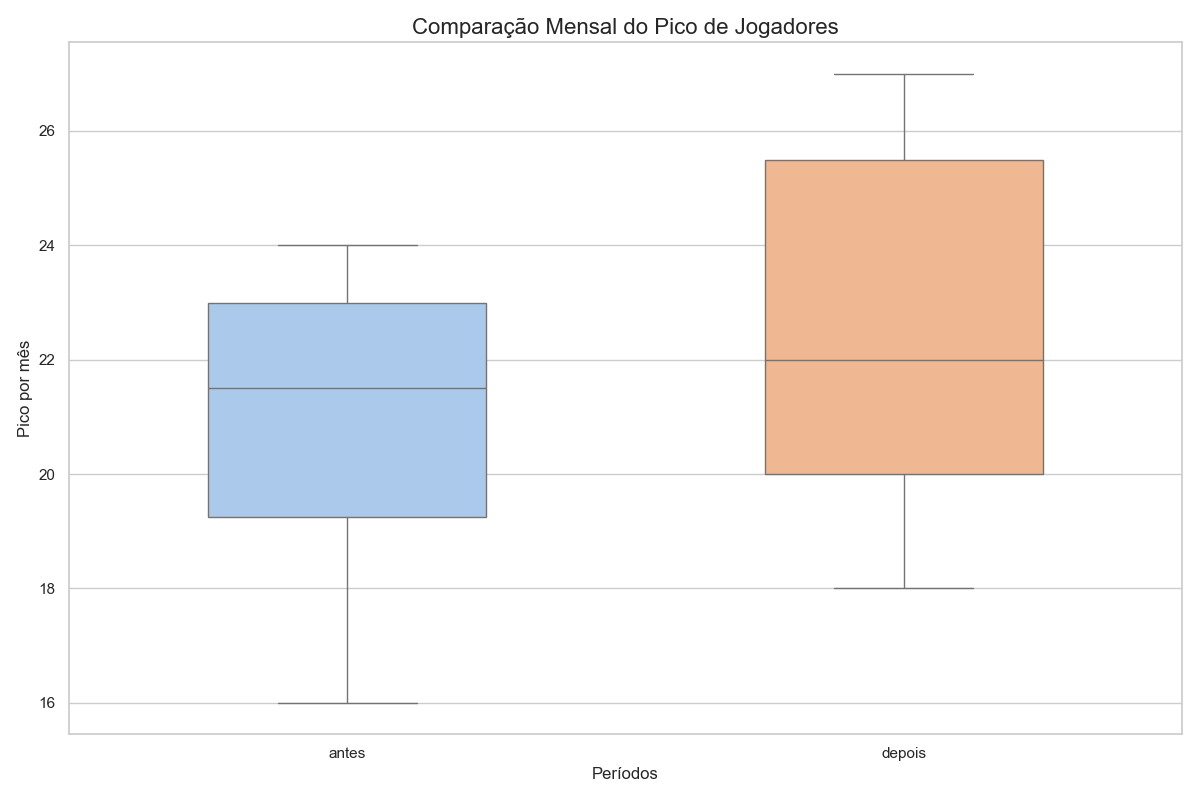 Comparação Mensal do Pico de Jogadores
26
24
22
20
18
16
Pico por mês
antes
depois
Períodos